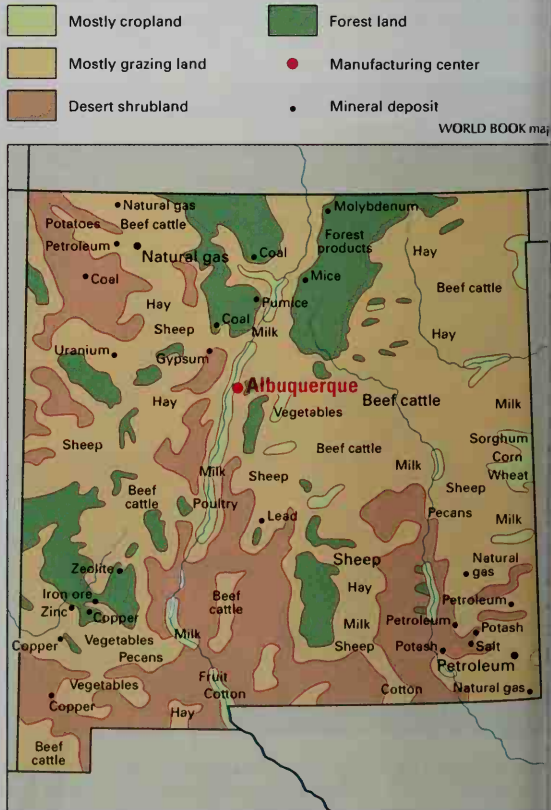 Mostly cropland
Forest land
Mostly grazing land
Manufacturing center
Desert shrubland
Mineral deposit
WORLD BOOK map
Natural gas
Molybdenum
Potatoes
Beef cattle
Forest
products
Petroleum
Natural gas
Coal
Hay
Coal
Mice
Beef cattle
Hay
Pumice
Sheep
Coal
Milk
Hay
Uranium
Gypsum
Albuquerque
Hay
Vegetables
Beef cattle
Milk
Sheep
Beef cattle
Sorghum
Corn
Milk
Sheep
Milk
Wheat
Beef
cattle
Sheep
Poultry
Pecans
Lead
Milk
Sheep
Natural
gas
Zeolite
Hay
Iron ore
Beef
cattle
Petroleum
Zinc
Copper
Milk
Petroleum
Potash
Copper
Vegetables
Milk
Sheep
Potash
Salt
Pecans
Petroleum
Vegetables
Fruit
Cotton
Cotton
Natural gas
Copper
Hay
Beef
cattle